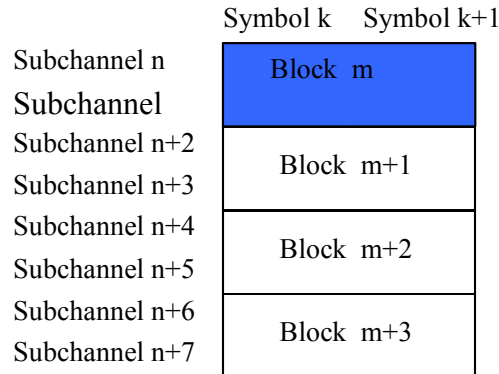 Symbol k Symbol k+1
Subchannel n
Block m
Subchannel
Subchannel n+2
Block m+1
Subchannel n+3
Subchannel n+4
Block m+2
Subchannel n+5
Subchannel n+6
Block m+3
Subchannel n+7